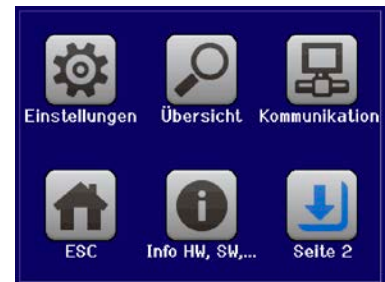 Einstellungen
Übersicht
Kommunikation
ESC
Info HW, SW,...
Seite 2